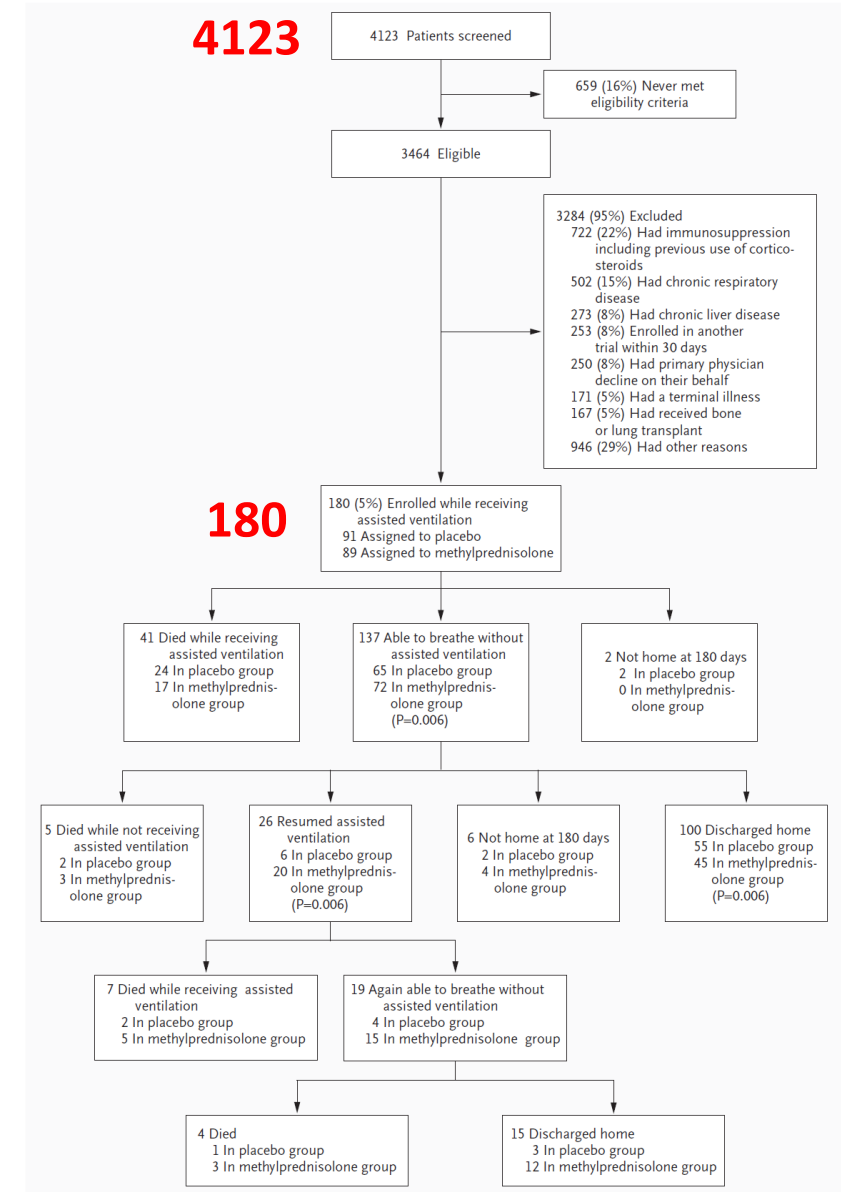 4123
4123 Patients screened
659 (16%) Never met
eligibility criteria
3464 Eligible
3284 (95%) Excluded
722 (22%) Had immunosuppression
including previous use of cortico-
steroids
502 (15%) Had chronic respiratory
disease
273 (8%) Had chronic liver disease
253 (8%) Enrolled in another
trial within 30 days
250 (8%) Had primary physician
decline on their behalf
171 (5%) Had a terminal illness
167 (5%) Had received bone
or lung transplant
946 (29%) Had other reasons
180
180 (5%) Enrolled while receiving
assisted ventilation
91 Assigned to placebo
89 Assigned to methylprednisolone
41 Died while receiving
assisted ventilation
24 In placebo group
17 In methylprednis-
olone group
137 Able to breathe without
assisted ventilation
65 In placebo group
72 In methylprednis-
olone group
(P=0.006)
2 Not home at 180 days
2 In placebo group
0 In methylprednis-
olone group
5 Died while not receiving
assisted ventilation
2 In placebo group
3 In methylprednis-
olone group
26 Resumed assisted
ventilation
6 In placebo group
20 In methylprednis-
olone group
(P=0.006)
6 Not home at 180 days
2 In placebo group
4 In methylprednis-
olone group
100 Discharged home
55 In placebo group
45 In methylprednis-
olone group
(P=0.006)
7 Died while receiving assisted
ventilation
2 In placebo group
5 In methylprednisolone group
19 Again able to breathe without
assisted ventilation
4 In placebo group
15 In methylprednisolone group
4 Died
1 In placebo group
3 In methylprednisolone group
15 Discharged home
3 In placebo group
12 In methylprednisolone group